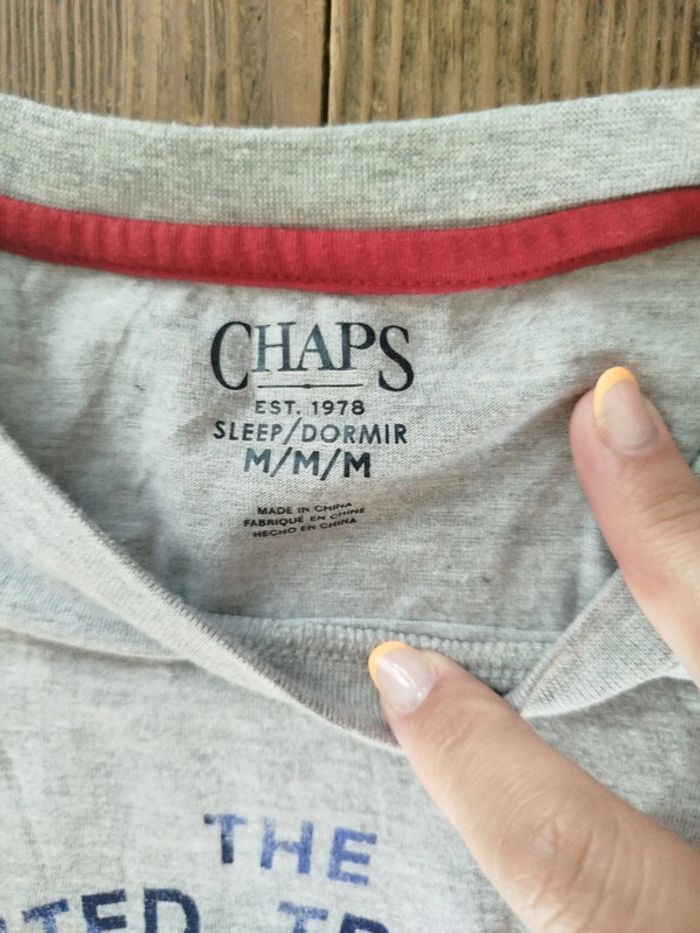 CHAPS
EST. 1978
SLEEP/DORMIR
M/M/M
MADE IN CHINA
FABRIQUÉ EN CHINE
HECHO EN CHINA
THE